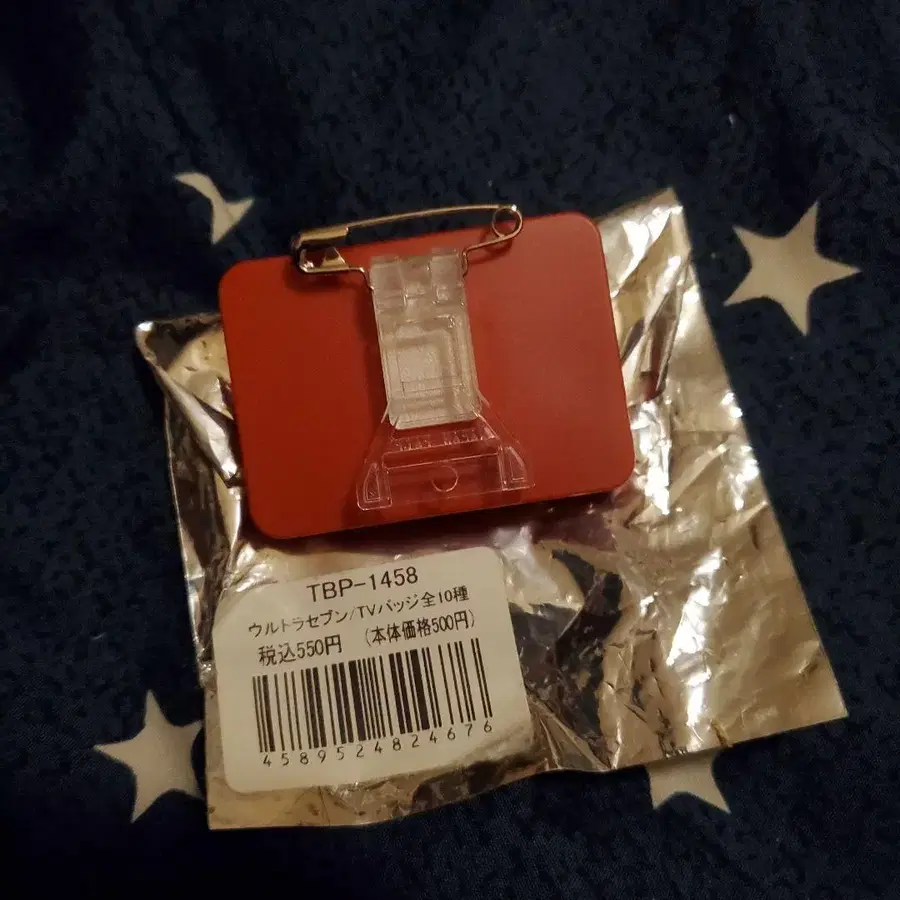 TBP-1458
ウルトラセブン/TVバッジ全10種
税込550円 (本体価格500円)
4589524824676